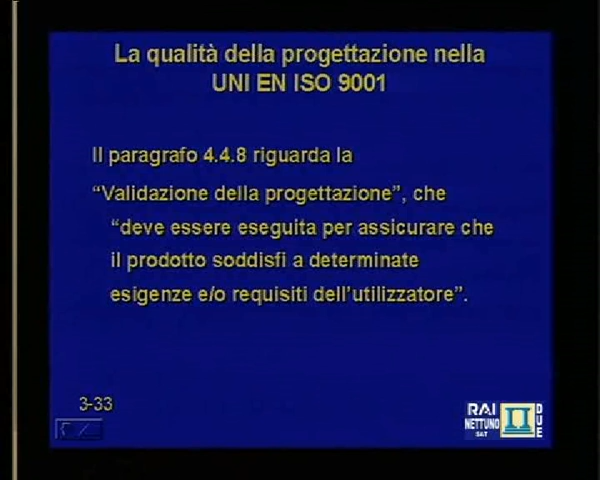 La qualità della progettazione nella
UNI EN ISO 9001
Il paragrafo 4.4.8 riguarda la
“Validazione della progettazione”, che
“deve essere eseguita per assicurare che
il prodotto soddisfi a determinate
esigenze e/o requisiti dell’utilizzatore”.
3-33
RAI
NETTUNO
SAT
DUE